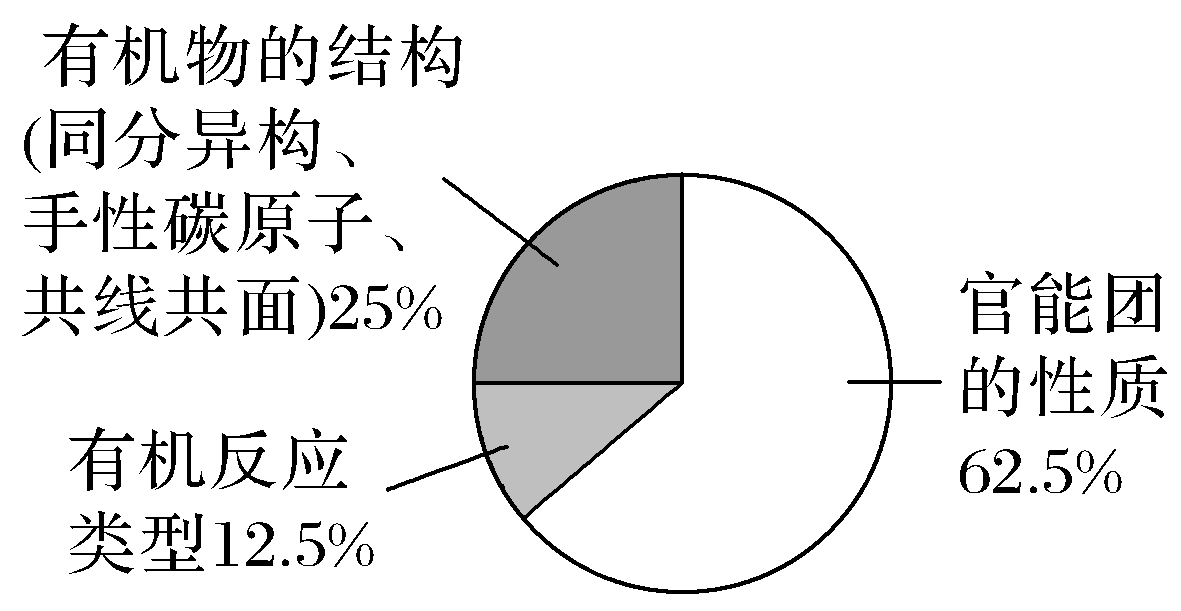 有机物的结构
(同分异构、
手性碳原子、
共线共面)25%
官能团
的性质
62.5%
有机反应
类型12.5%